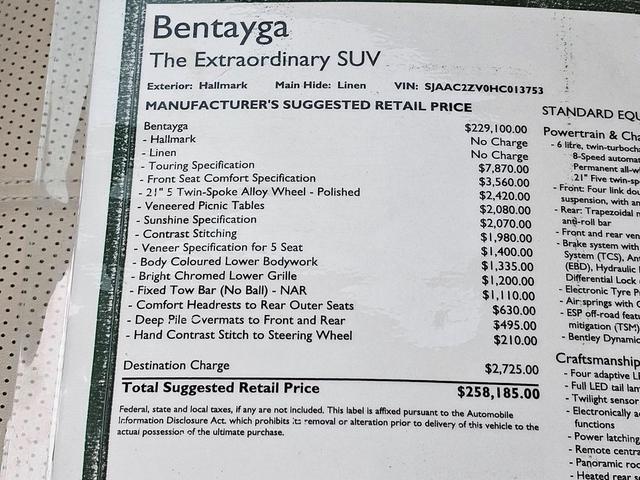 Bentayga
The Extraordinary SUV
Exterior: Hallmark Main Hide: Linen VIN: SJAAC2ZV0HC013753
MANUFACTURER'S SUGGESTED RETAIL PRICE
Bentayga $229,100.00
- Hallmark No Charge
- Linen No Charge
- Touring Specification $7,870.00
- Front Seat Comfort Specification $3,560.00
- 21" 5 Twin-Spoke Alloy Wheel - Polished $2,420.00
- Veneered Picnic Tables $2,080.00
- Sunshine Specification $2,070.00
- Contrast Stitching $1,980.00
- Veneer Specification for 5 Seat $1,400.00
- Body Coloured Lower Bodywork $1,335.00
- Bright Chromed Lower Grille $1,200.00
- Fixed Tow Bar (No Ball) - NAR $1,110.00
- Comfort Headrests to Rear Outer Seats $630.00
- Deep Pile Overmats to Front and Rear $495.00
- Hand Contrast Stitch to Steering Wheel $210.00
Destination Charge $2,725.00
Total Suggested Retail Price $258,185.00
Federal, state and local taxes, if any are not included. This label is affixed pursuant to the Automobile
Information Disclosure Act, which prohibits its removal or alteration prior to delivery of this vehicle to the
actual possession of the ultimate purchase.
STANDARD EQU
Powertrain & Cha
- 6 litre, twin-turboch
8-Speed automa
Permanent all-w
21" Five twin-sp
- Front: Four link dou
suspension, with an
- Rear: Trapezoidal m
anti-roll bar
- Front and rear ven
- Brake system with
System (TCS), Ant
(EBD), Hydraulic
Differential Lock
- Electronic Tyre P
- Air springs with C
- ESP off-road feat
mitigation (TSM)
- Bentley Dynamic
Craftsmanship
- Four adaptive L
- Full LED tail lam
- Twilight sensor
- Electronically a
functions
- Power latching
- Remote centra
- Panoramic roo
- Heated rear s